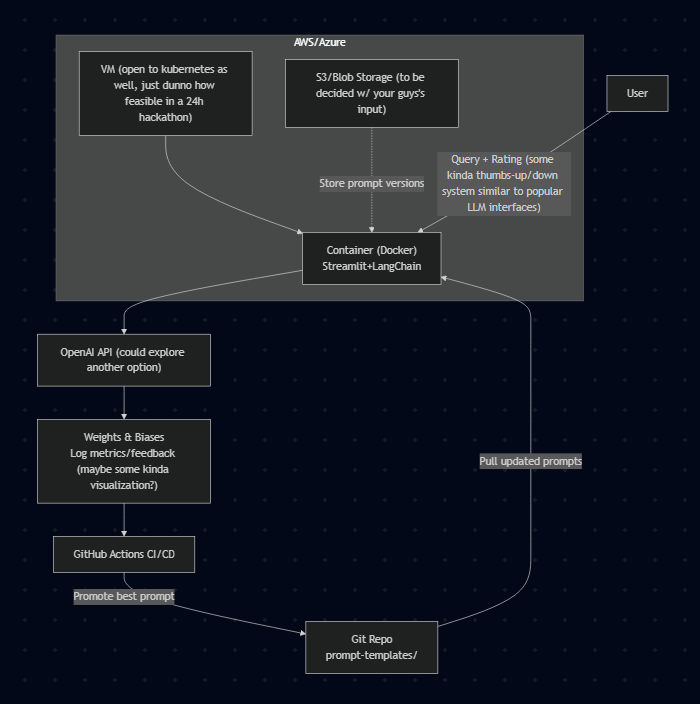 AWS/Azure
VM (open to kubernetes as
well, just dunno how
feasible in a 24h
hackathon)
S3/Blob Storage (to be
decided w/ your guys's
input)
User
Query + Rating (some
kinda thumbs-up/down
system similar to popular
LLM interfaces)
Store prompt versions
Container (Docker)
Streamlit+LangChain
OpenAI API (could explore
another option)
Weights & Biases
Log metrics/feedback
(maybe some kinda
visualization?)
Pull updated prompts
GitHub Actions CI/CD
Promote best prompt
Git Repo
prompt-templates/